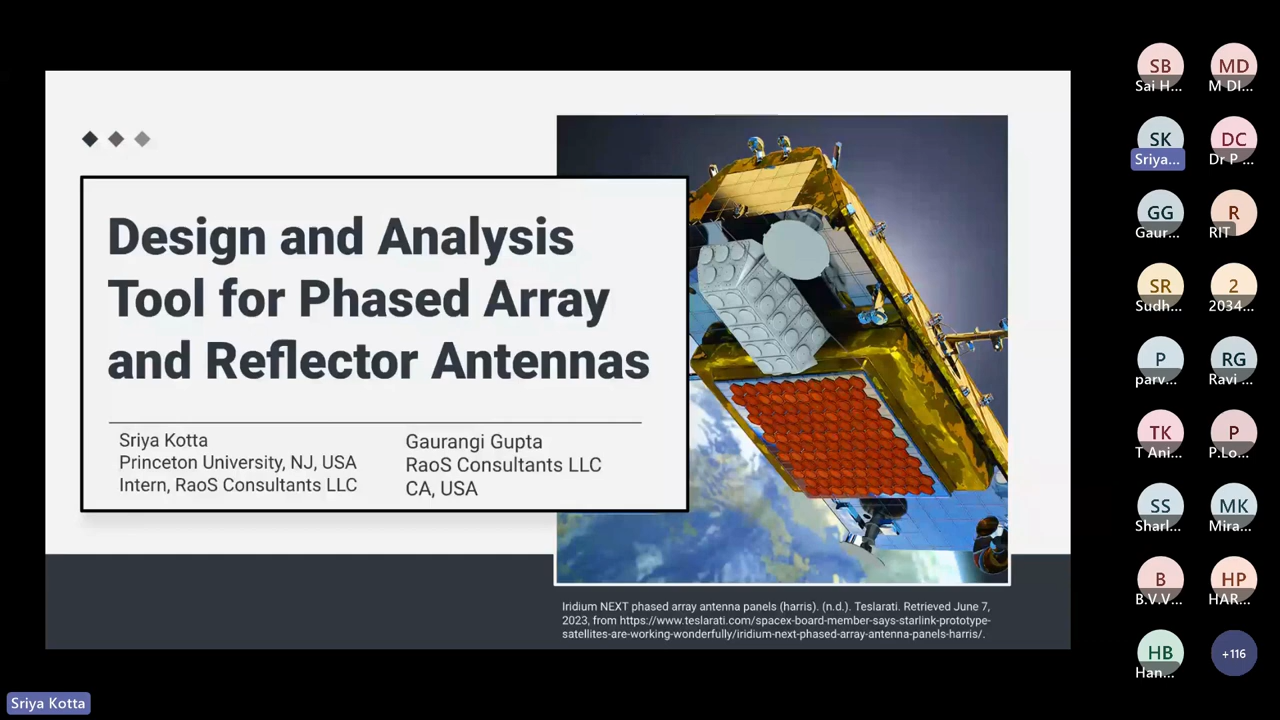 Design and Analysis
Tool for Phased Array
and Reflector Antennas
Sriya Kotta
Princeton University, NJ, USA
Intern, RaoS Consultants LLC
Gaurangi Gupta
RaoS Consultants LLC
CA, USA
Iridium NEXT phased array antenna panels (harris). (n.d.). Teslarati. Retrieved June 7,
2023, from https://www.teslarati.com/spacex-board-member-says-starlink-prototype-
satellites-are-working-wonderfully/iridium-next-phased-array-antenna-panels-harris/.
SB
Sai H...
MD
M DI...
SK
Sriya...
DC
Dr P ...
GG
Gaur...
R
RIT
SR
Sudh...
2
2034...
P
parv...
RG
Ravi ...
TK
T Ani...
P
P.Lo...
SS
Sharl...
MK
Mira...
B
B.V.V...
HP
HAR...
HB
Han...
+116
Sriya Kotta